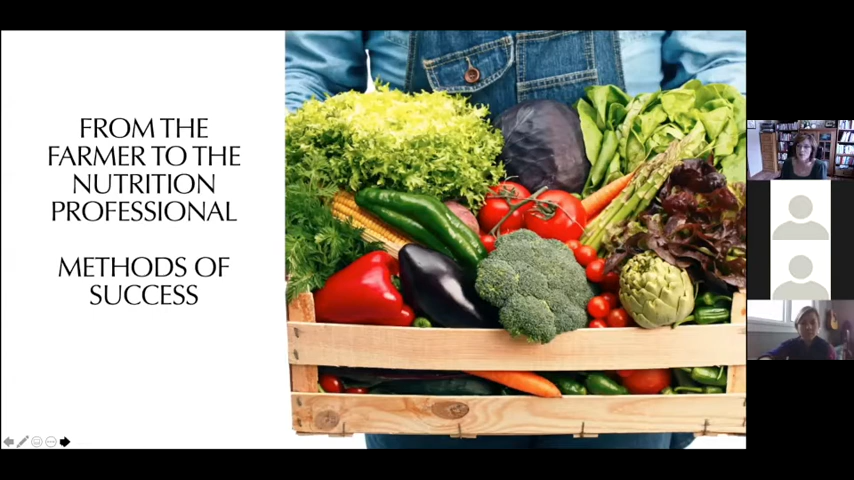 FROM THE
FARMER TO THE
NUTRITION
PROFESSIONAL
METHODS OF
SUCCESS